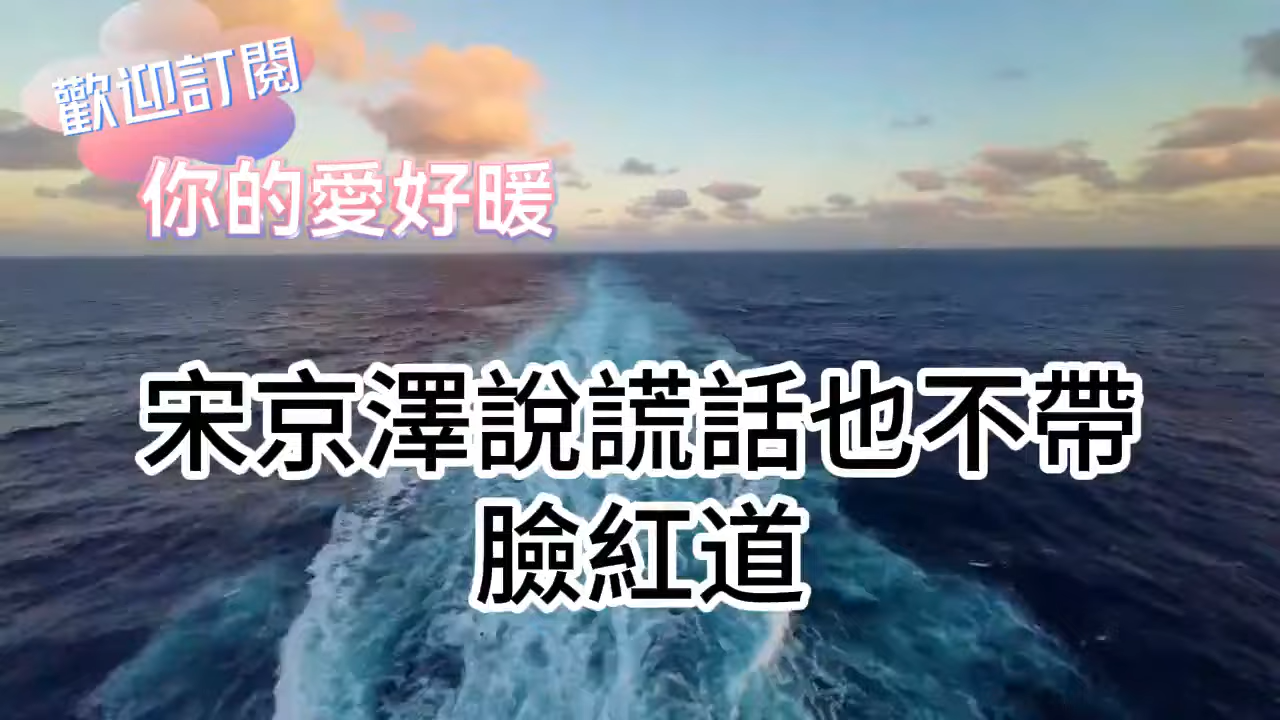 歡迎訂閱
你的愛好暖
宋京澤說謊話也不帶
臉紅道